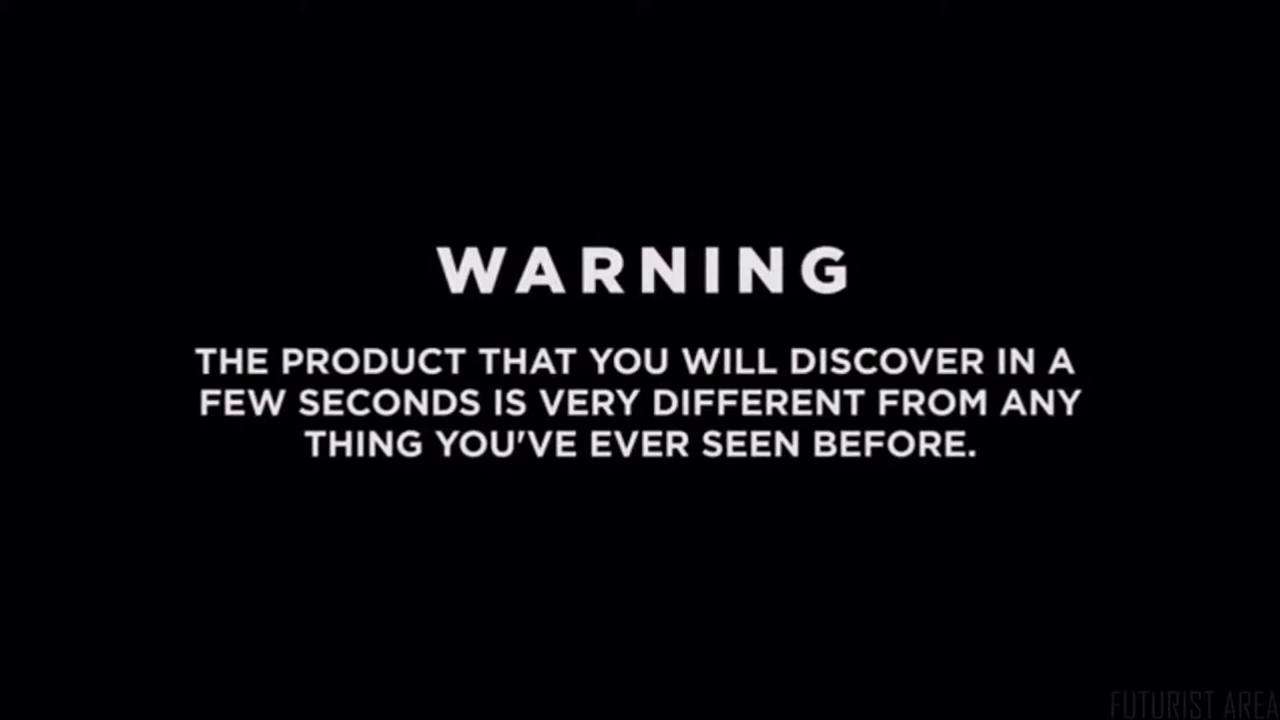 WARNING
THE PRODUCT THAT YOU WILL DISCOVER IN A
FEW SECONDS IS VERY DIFFERENT FROM ANY
THING YOU'VE EVER SEEN BEFORE.
FUTURIST AREA